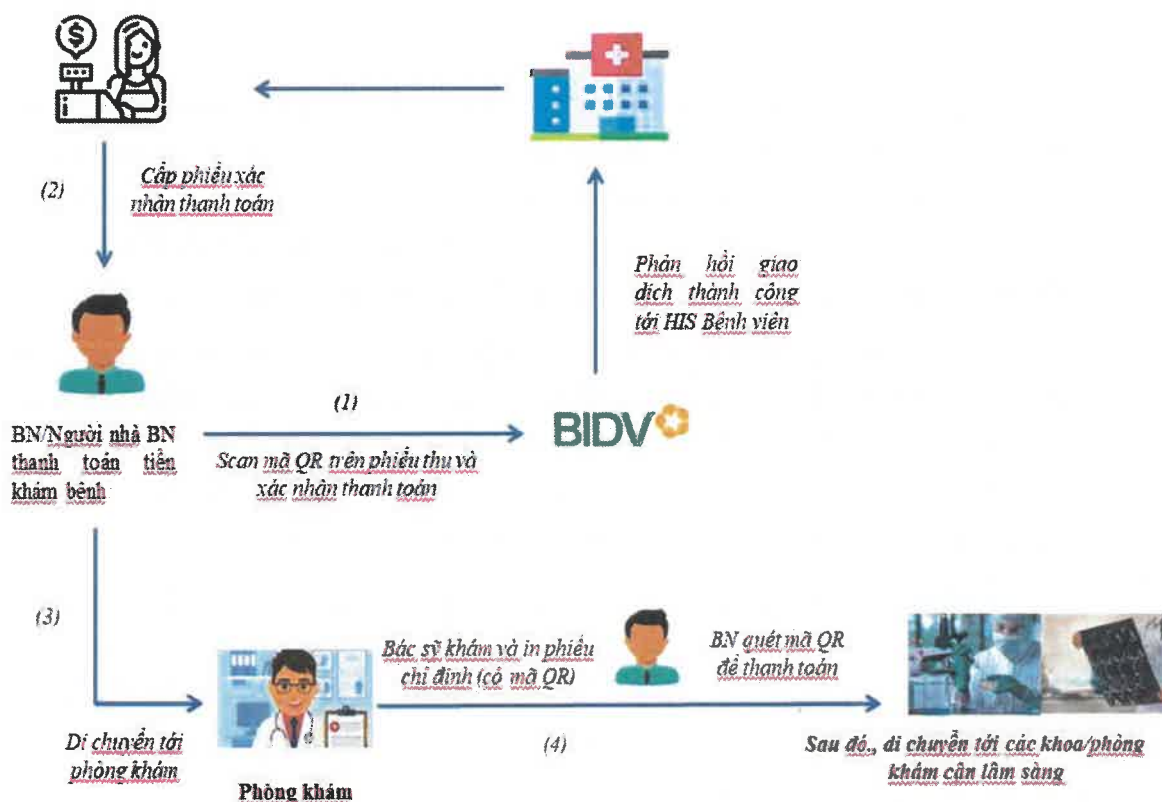 $
(2)
Cấp phiếu xác
nhận thanh toán
Phản hồi giao
dịch thành công
tới HIS Bệnh viện
BN/Người nhà BN
thanh toán tiền
khám bệnh
(1)
Scan mã QR trên phiếu thu và
xác nhận thanh toán
BIDV
(3)
Di chuyển tới
phòng khám
Phòng khám
Bác sỹ khám và in phiếu
chỉ định (có mã QR)
BN quét mã QR
để thanh toán
(4)
Sau đó., di chuyển tới các khoa/phòng
khám cận lâm sàng